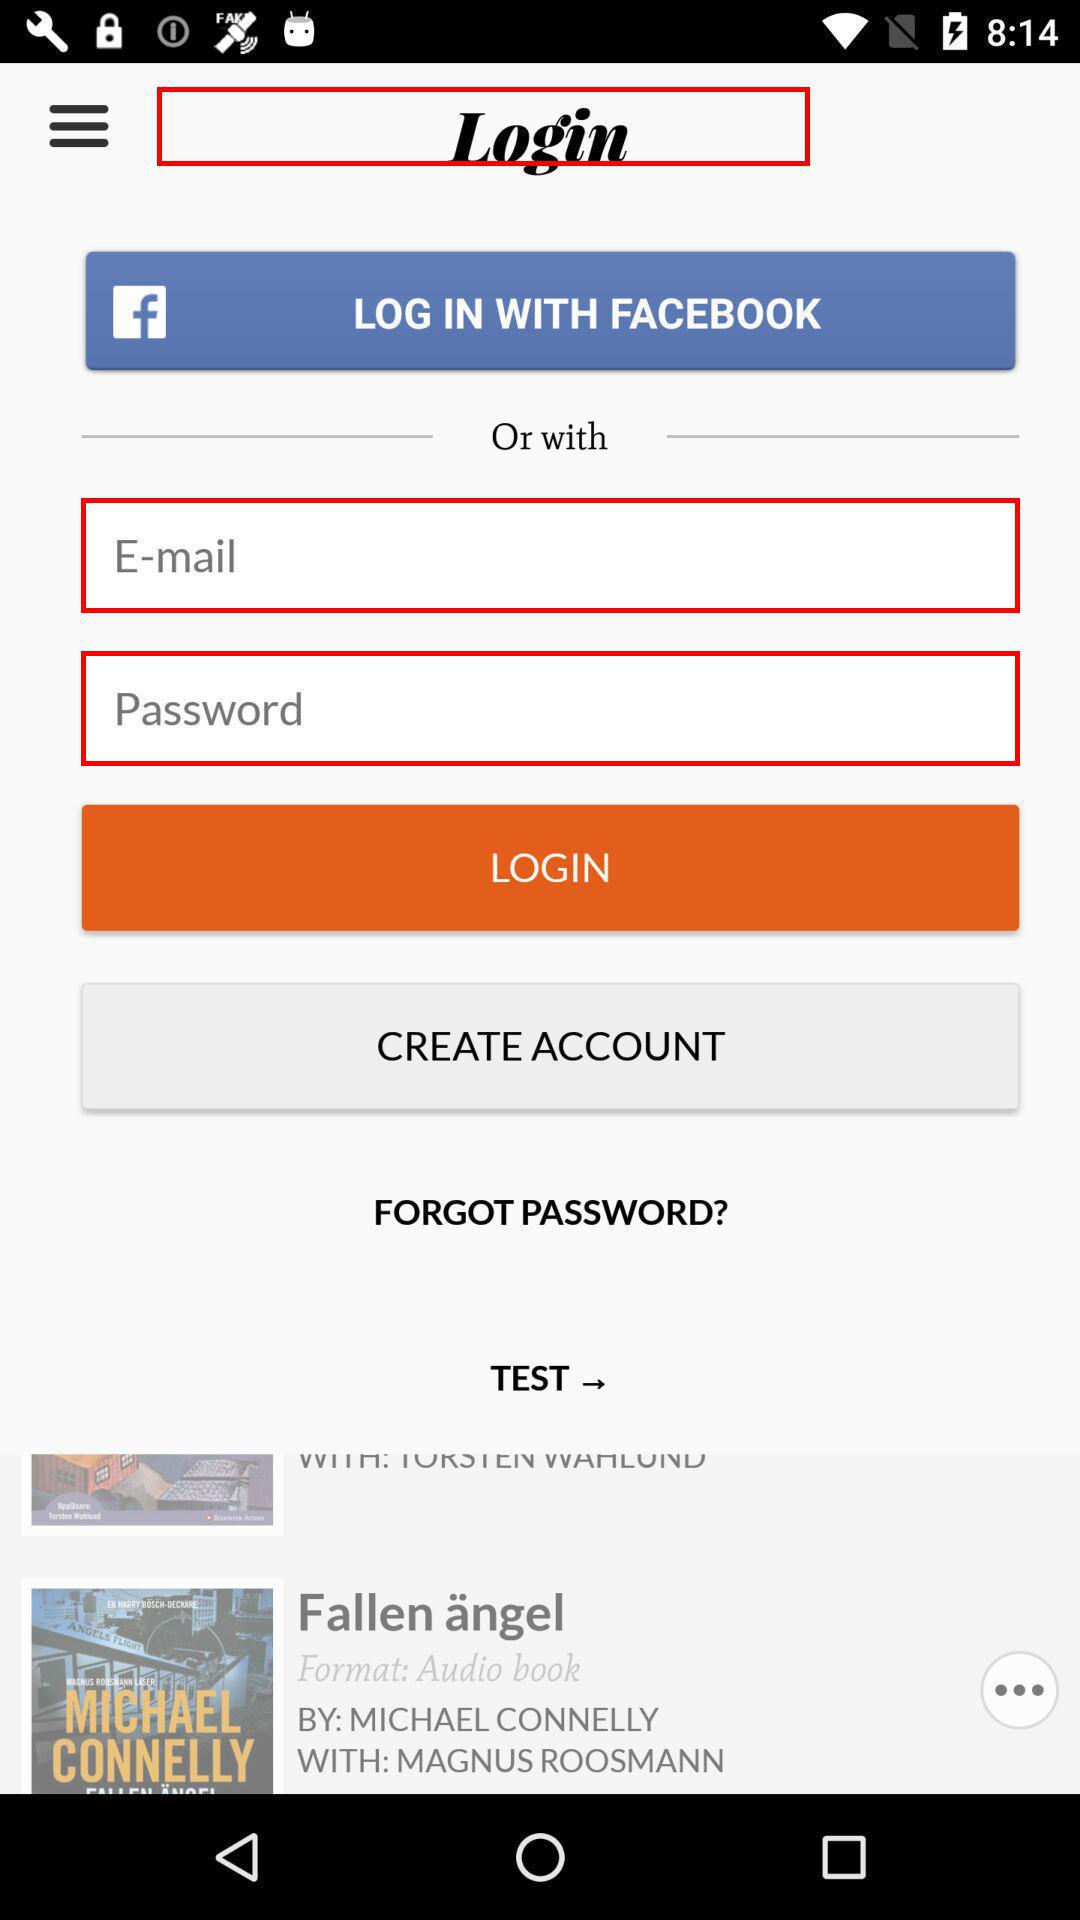 FAKE
8:14
Login
LOG IN WITH FACEBOOK
Or with
E-mail
Password
LOGIN
CREATE ACCOUNT
FORGOT PASSWORD?
TEST →
WITH: TORSTEN WAHLUND
Uppläsare:
Torsten Wahlund
BONNIER AUDIO
EN HARRY BOSCH-DECKARE
ANGELS FLIGHT
MAGNUS ROOSMANN LÄSER
MICHAEL
CONNELLY
FALLEN ÄNGEL
Fallen ängel
Format: Audio book
BY: MICHAEL CONNELLY
WITH: MAGNUS ROOSMANN